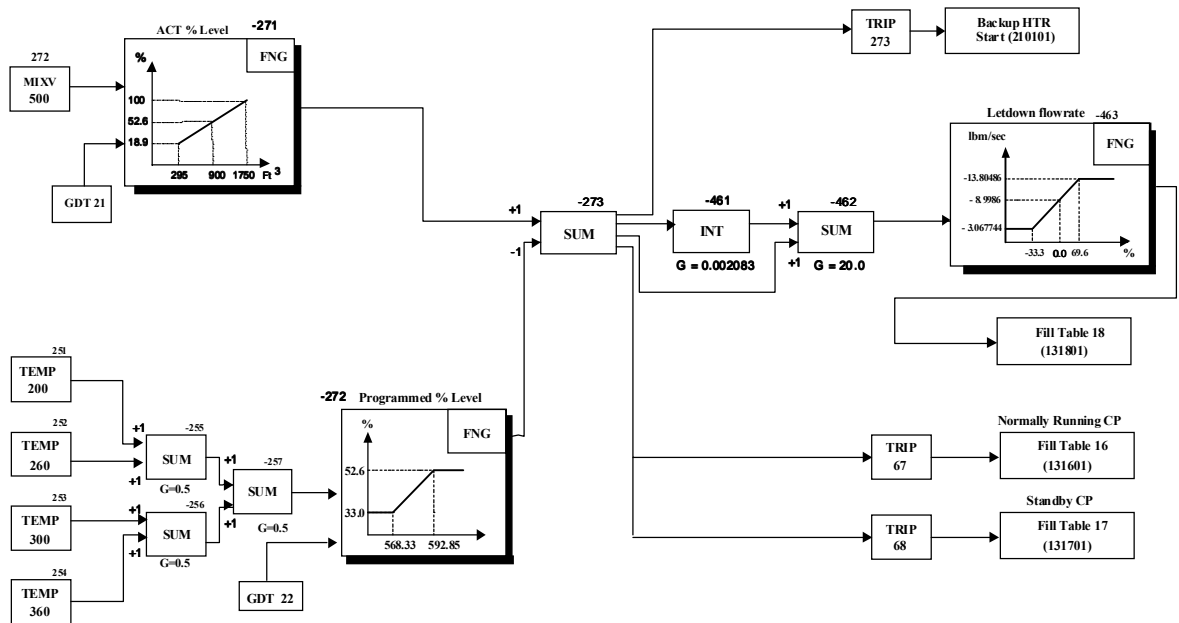 ACT % Level
-271
FNG
%
100
52.6
18.9
295 900 1750
Ft 3
272
MIXV
500
GDT 21
TRIP
273
Backup HTR
Start (210101)
Letdown flowrate
-463
lbm/sec
FNG
-13.80486
- 8.9986
- 3.067744
-33.3 0.0 69.6
%
+1
-1
-273
SUM
-461
INT
G = 0.002083
+1
+1
-462
SUM
G = 20.0
Fill Table 18
(131801)
251
TEMP
200
252
TEMP
260
253
TEMP
300
254
TEMP
360
+1
+1
-255
SUM
G=0.5
+1
+1
-256
SUM
G=0.5
+1
+1
-257
SUM
G=0.5
-272
Programmed % Level
%
FNG
52.6
33.0
568.33 592.85
GDT 22
Normally Running CP
TRIP
67
Fill Table 16
(131601)
Standby CP
TRIP
68
Fill Table 17
(131701)